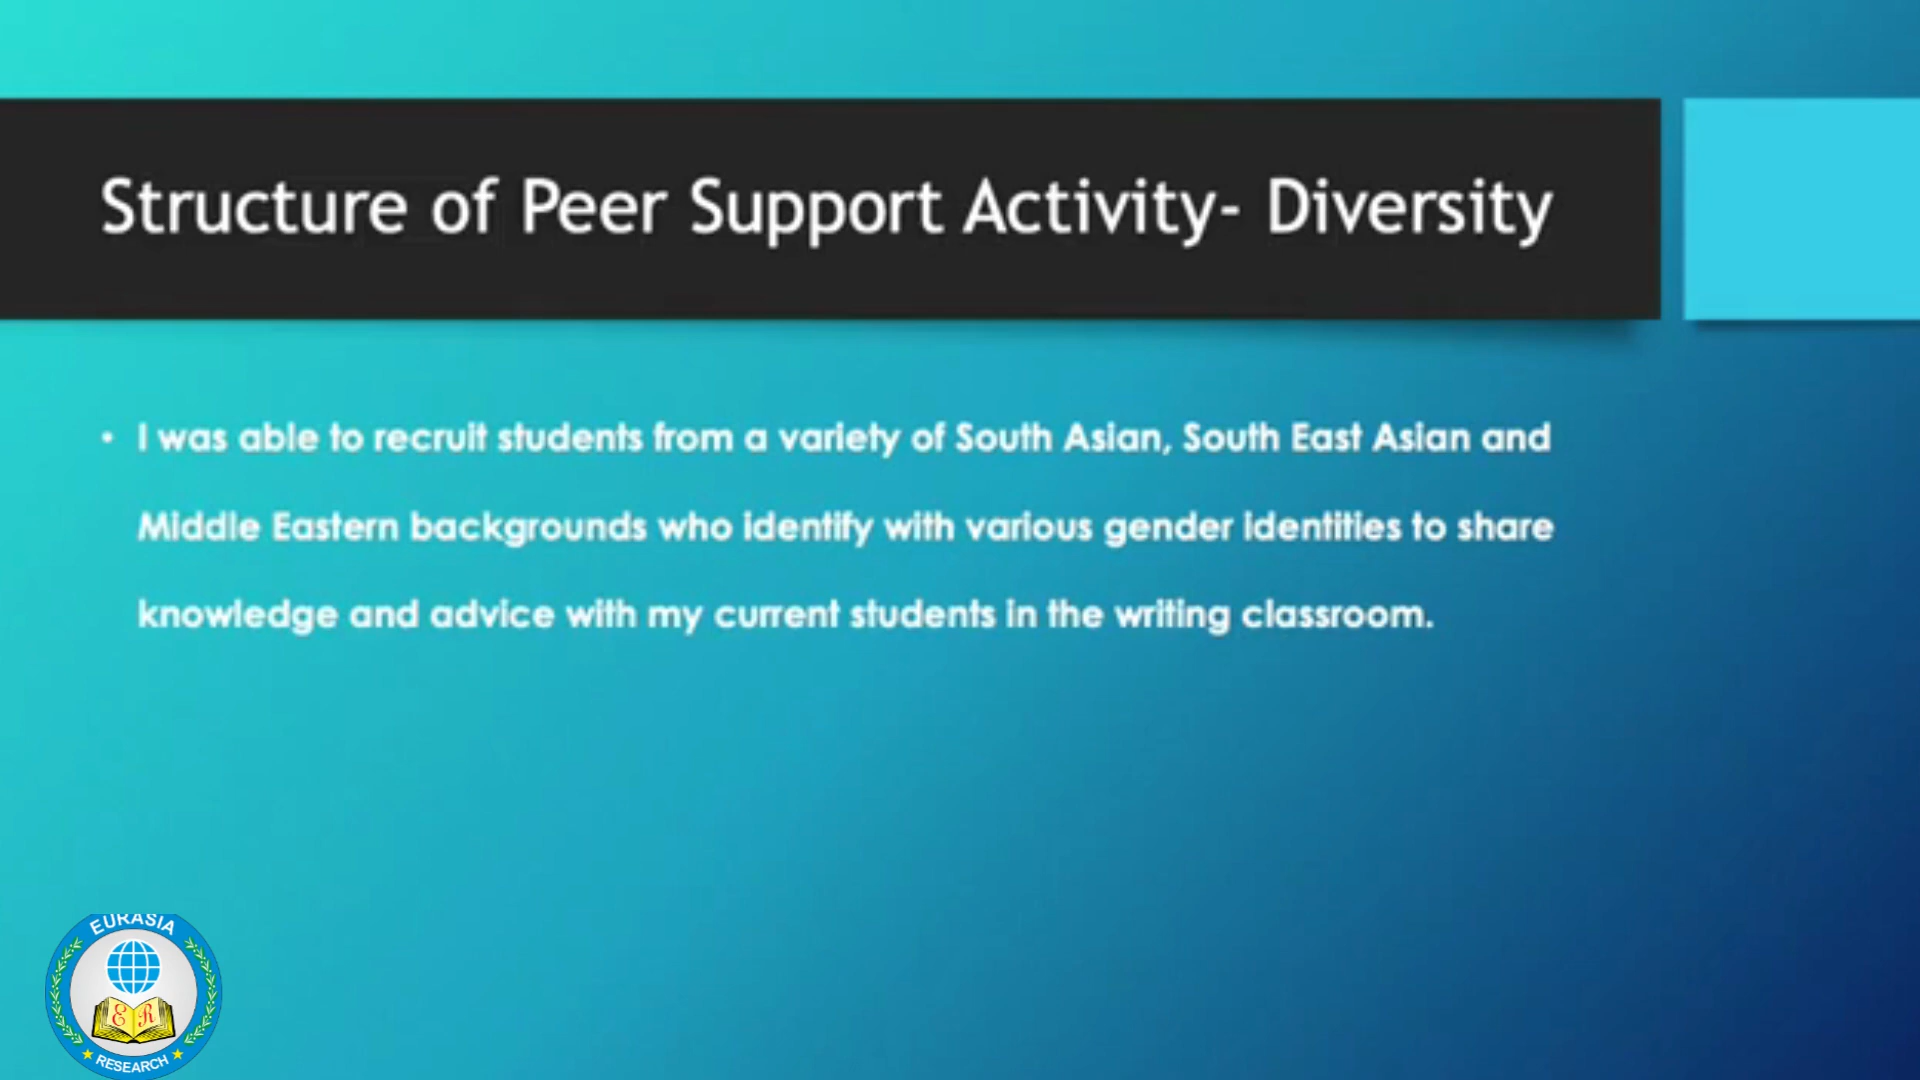 Structure of Peer Support Activity- Diversity
• I was able to recruit students from a variety of South Asian, South East Asian and
Middle Eastern backgrounds who identify with various gender identities to share
knowledge and advice with my current students in the writing classroom.
EURASIA
E R
RESEARCH